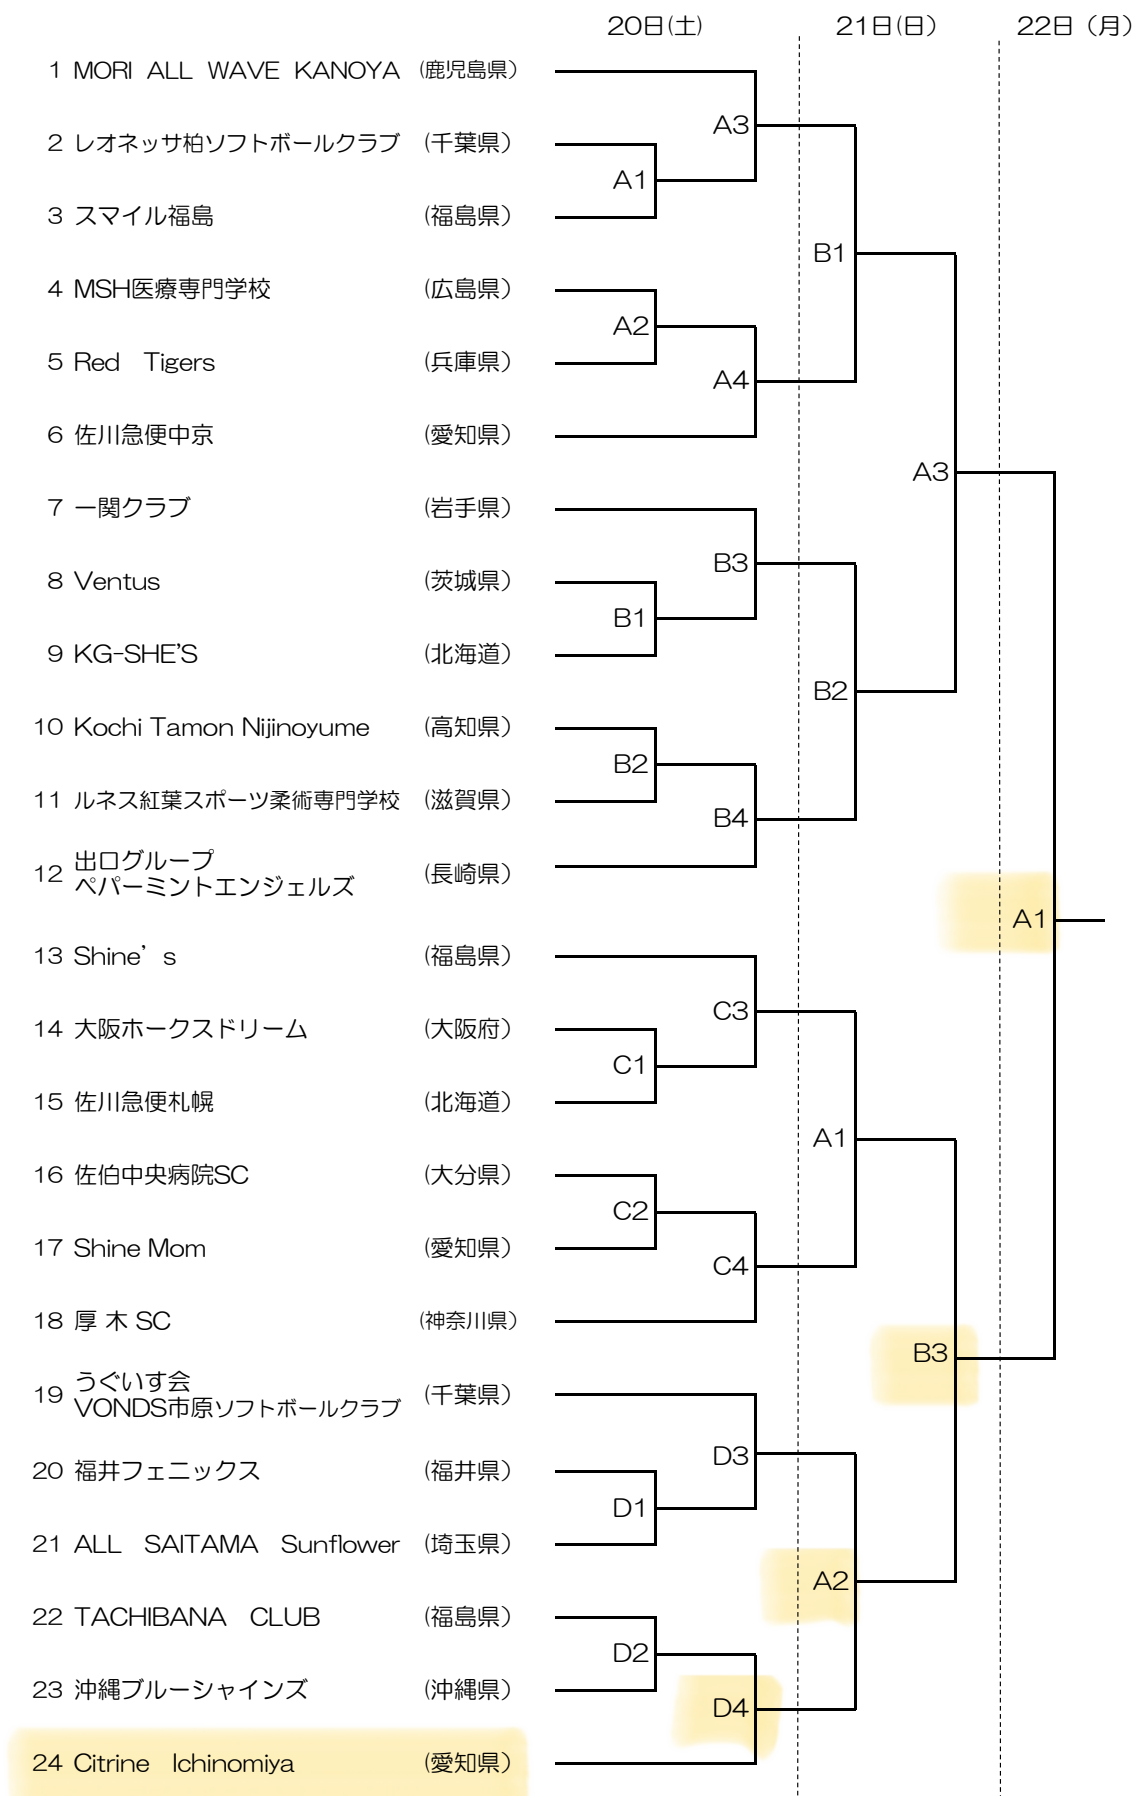 20日(土) 21日(日) 22日(月)
1 MORI ALL WAVE KANOYA (鹿児島県)
A3
2 レオネッサ柏ソフトボールクラブ (千葉県)
A1
3 スマイル福島 (福島県)
B1
4 MSH医療専門学校 (広島県)
A2
5 Red Tigers (兵庫県)
A4
6 佐川急便中京 (愛知県)
A3
7 一関クラブ (岩手県)
B3
8 Ventus (茨城県)
B1
9 KG-SHE'S (北海道)
B2
10 Kochi Tamon Nijinoyume (高知県)
B2
11 ルネス紅葉スポーツ柔術専門学校 (滋賀県)
B4
12 出口グループ
ペパーミントエンジェルズ (長崎県)
A1
13 Shine’s (福島県)
C3
14 大阪ホークスドリーム (大阪府)
C1
15 佐川急便札幌 (北海道)
A1
16 佐伯中央病院SC (大分県)
C2
17 Shine Mom (愛知県)
C4
18 厚木 SC (神奈川県)
B3
19 うぐいす会
VONDS市原ソフトボールクラブ (千葉県)
D3
20 福井フェニックス (福井県)
D1
21 ALL SAITAMA Sunflower (埼玉県)
A2
22 TACHIBANA CLUB (福島県)
D2
23 沖縄ブルーシャインズ (沖縄県)
D4
24 Citrine Ichinomiya (愛知県)